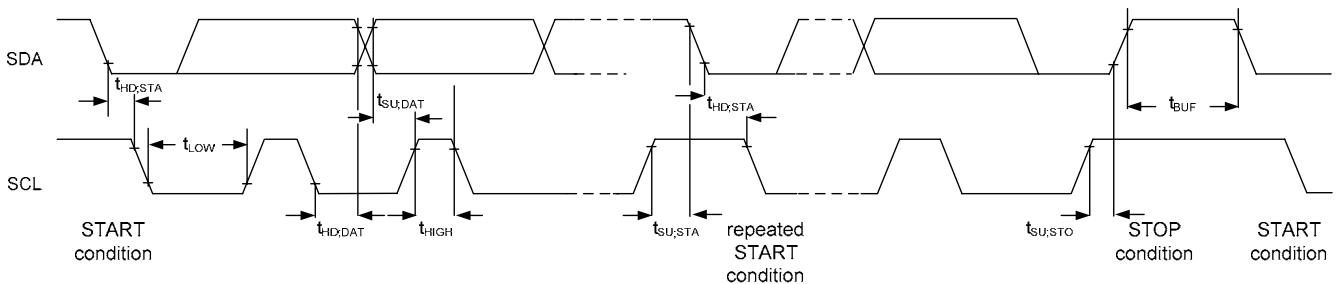 SDA
tHD;STA
tSU;DAT
tHD;STA
tBUF
tLOW
SCL
tHD;DAT
tHIGH
tSU;STA
tSU;STO
START
condition
repeated
START
condition
STOP
condition
START
condition